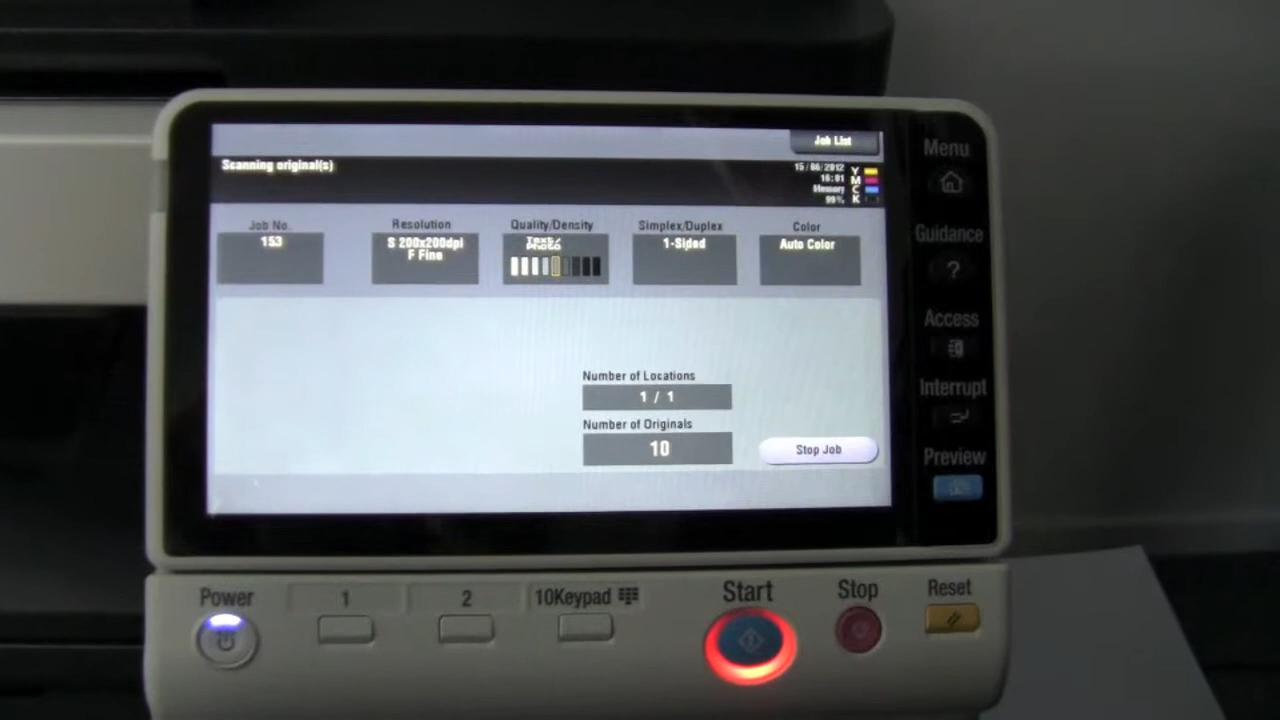 Job List
Scanning original(s)
15/06/2012
16:01
Memory
99%
Y
M
C
K
Job No.
153
Resolution
S 200x200dpi
F Fine
Quality/Density
Text/
Photo
Simplex/Duplex
1-Sided
Color
Auto Color
Number of Locations
1 / 1
Number of Originals
10
Stop Job
Menu
Guidance
?
Access
Interrupt
Preview
Power
1
2
10Keypad
Start
Stop
Reset